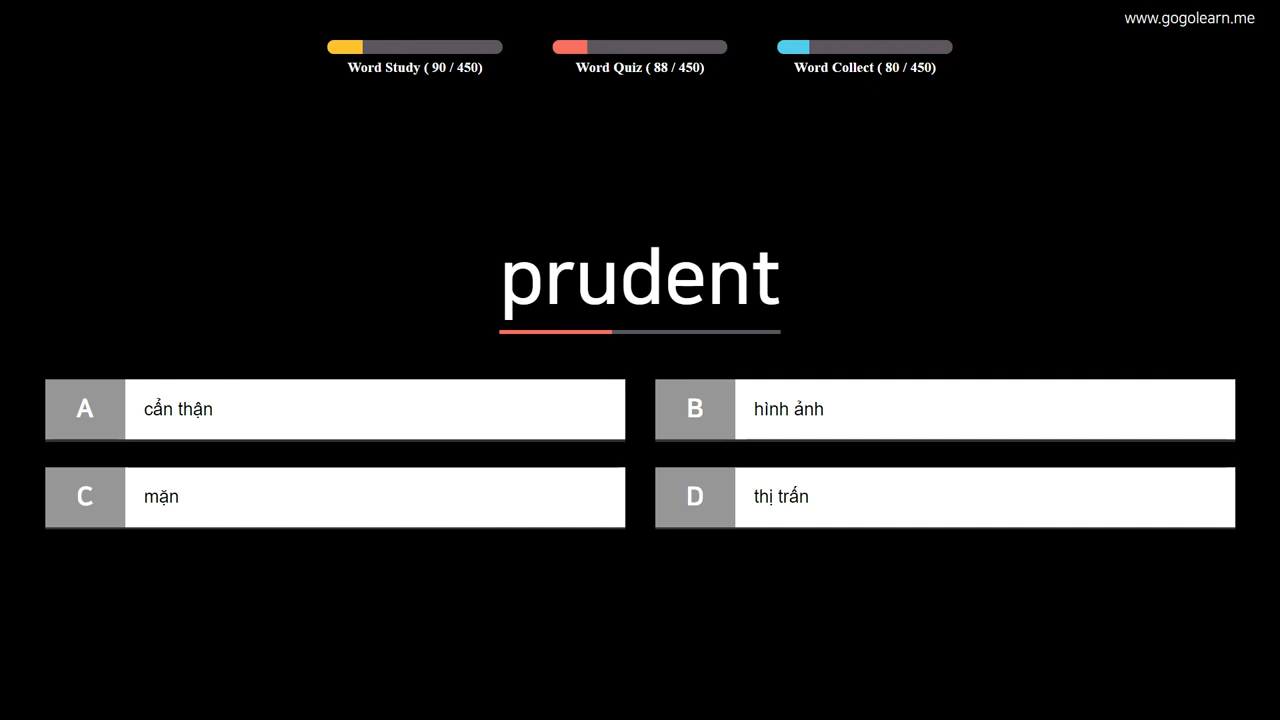 www.gogolearn.me
Word Study ( 90 / 450)
Word Quiz ( 88 / 450)
Word Collect ( 80 / 450)
prudent
A cẩn thận
B hình ảnh
C mặn
D thị trấn